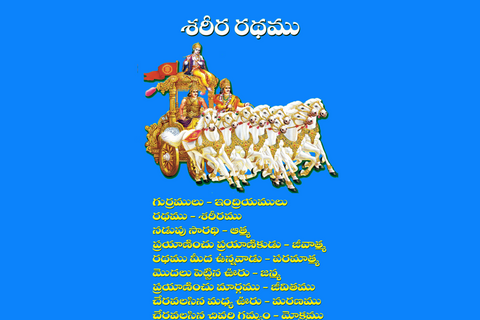 శరీర రథము
గుర్రములు - ఇంద్రియములు
రథము - శరీరము
నడుపు సారథి - ఆత్మ
ప్రయాణించు ప్రయాణికుడు - జీవాత్మ
రథము మీద ఉన్నవాడు - పరమాత్మ
మొదలు పెట్టిన ఊరు - జన్మ
ప్రయాణించు మార్గము - జీవితము
చేరవలసిన మధ్య ఊరు - మరణము
చేరవలసిన చివరి గమ్యం - మోక్షము